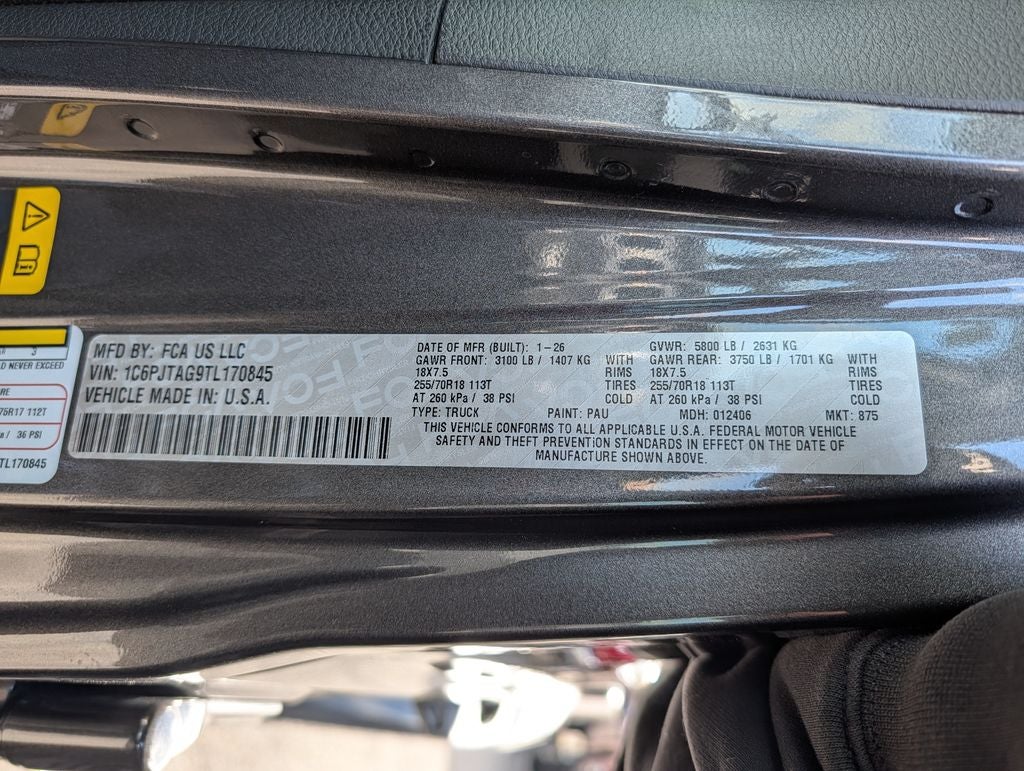 MFD BY: FCA US LLC
VIN: 1C6PJTAG9TL170845
VEHICLE MADE IN: U.S.A.
DATE OF MFR (BUILT): 1-26
GAWR FRONT: 3100 LB / 1407 KG WITH
18X7.5 RIMS
255/70R18 113T TIRES
AT 260 kPa / 38 PSI COLD
GVWR: 5800 LB / 2631 KG
GAWR REAR: 3750 LB / 1701 KG WITH
18X7.5 RIMS
255/70R18 113T TIRES
AT 260 kPa / 38 PSI COLD
TYPE: TRUCK PAINT: PAU MDH: 012406 MKT: 875
THIS VEHICLE CONFORMS TO ALL APPLICABLE U.S.A. FEDERAL MOTOR VEHICLE
SAFETY AND THEFT PREVENTION STANDARDS IN EFFECT ON THE DATE OF
MANUFACTURE SHOWN ABOVE.
3
AD NEVER EXCEED
75R17 112T
Pa / 36 PSI
TL170845